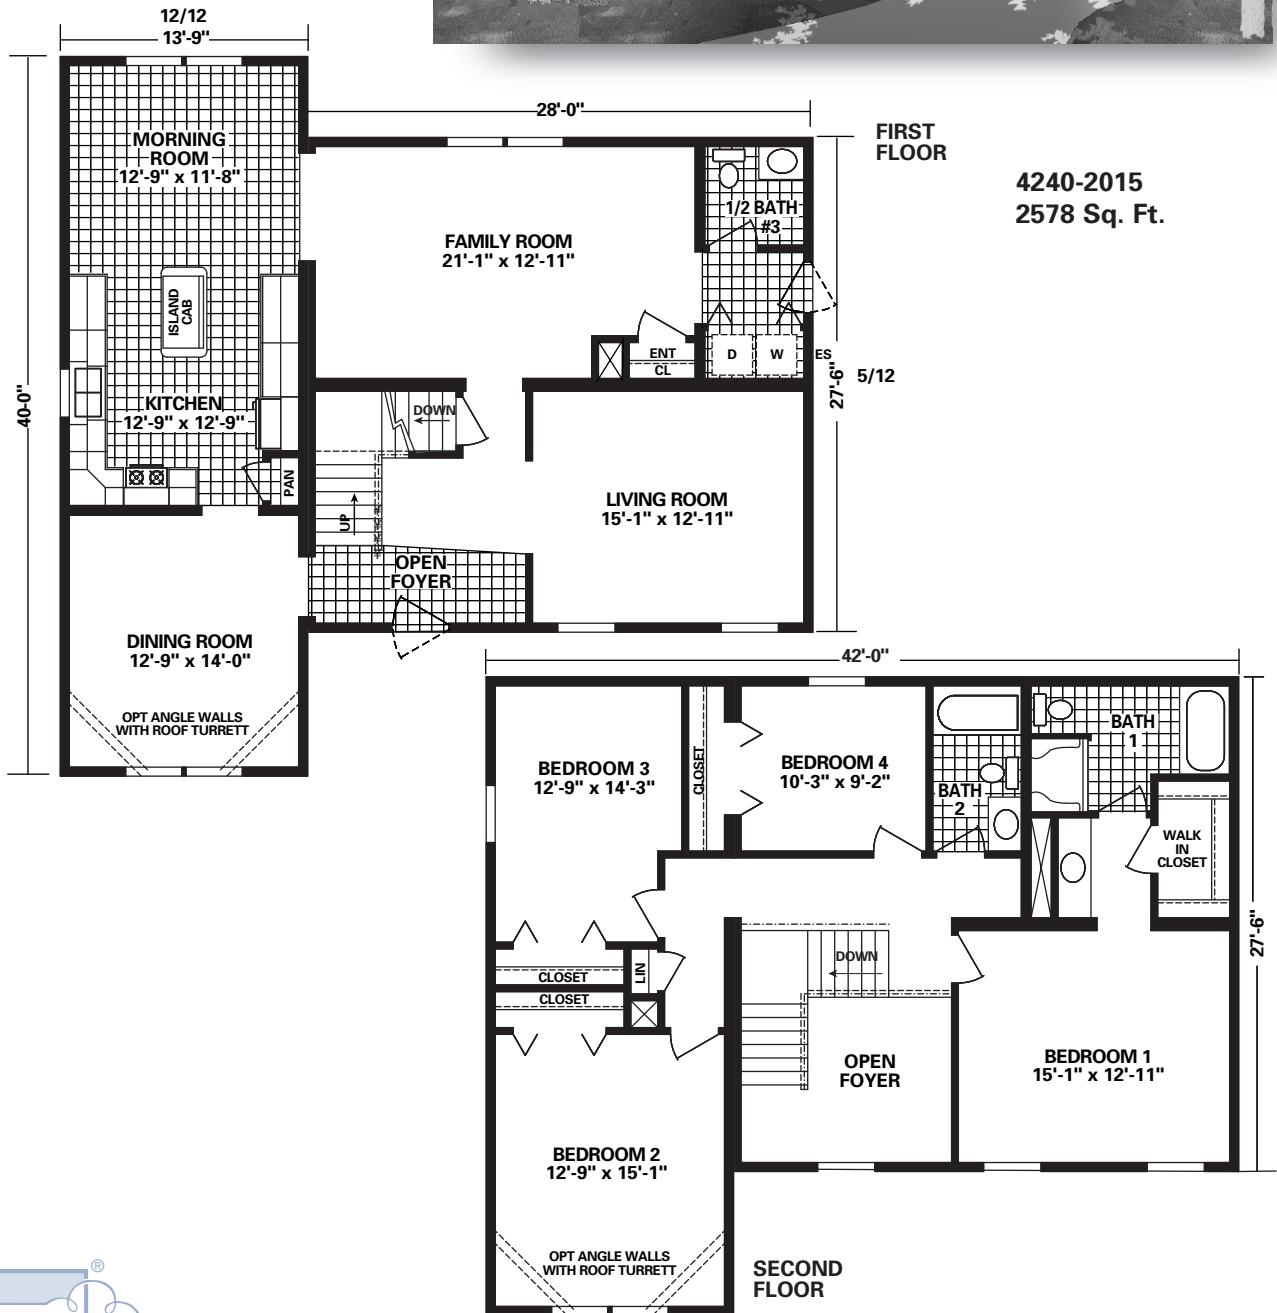 12/12
13'-9"
28'-0"
FIRST
FLOOR
4240-2015
2578 Sq. Ft.
MORNING
ROOM
12'-9" x 11'-8"
FAMILY ROOM
21'-1" x 12'-11"
1/2 BATH
#3
ISLAND
CAB
ENT
CL
D
W
ES
27'-6"
5/12
40'-0"
KITCHEN
12'-9" x 12'-9"
DOWN
PAN
UP
LIVING ROOM
15'-1" x 12'-11"
OPEN
FOYER
DINING ROOM
12'-9" x 14'-0"
OPT ANGLE WALLS
WITH ROOF TURRETT
42'-0"
BEDROOM 3
12'-9" x 14'-3"
CLOSET
BEDROOM 4
10'-3" x 9'-2"
BATH
2
BATH
1
WALK
IN
CLOSET
27'-6"
CLOSET
LIN
CLOSET
DOWN
OPEN
FOYER
BEDROOM 1
15'-1" x 12'-11"
BEDROOM 2
12'-9" x 15'-1"
OPT ANGLE WALLS
WITH ROOF TURRETT
SECOND
FLOOR
®